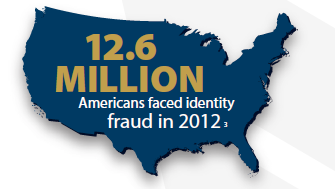 12.6
MILLION
Americans faced identity
fraud in 2012 3